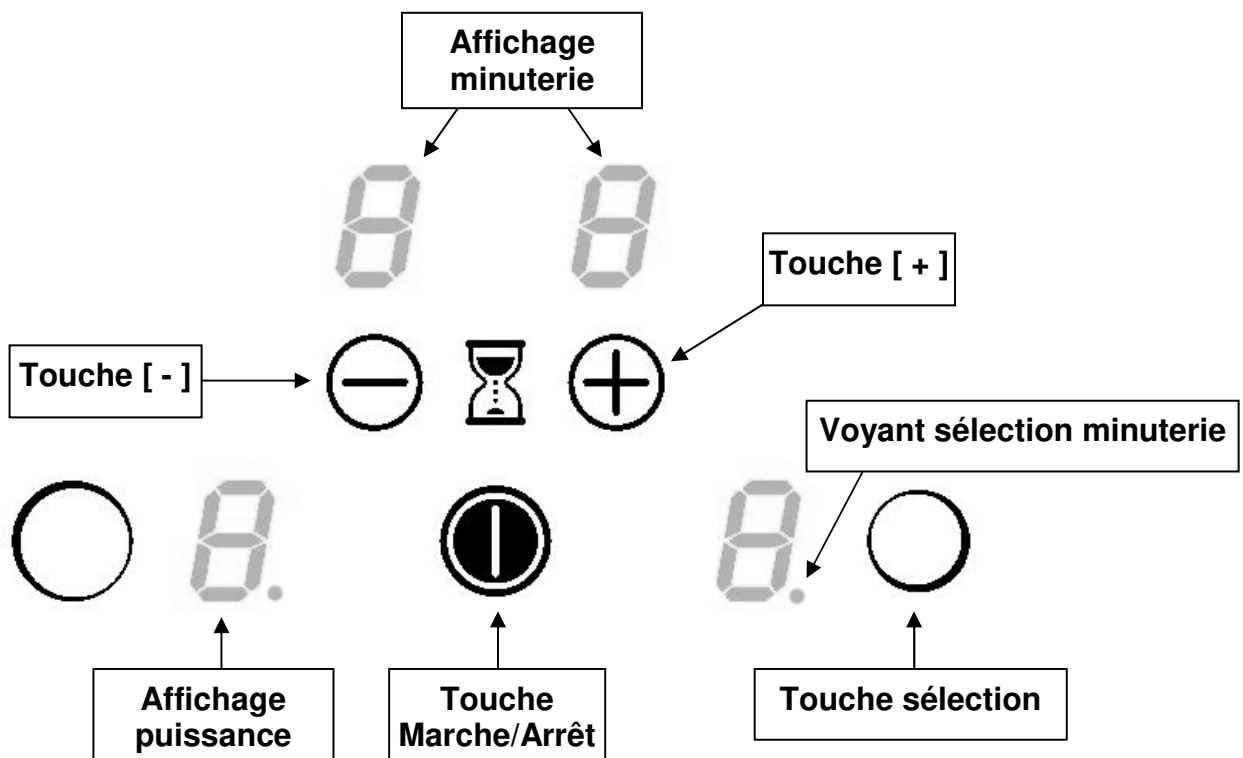 Affichage
minuterie
Touche [ + ]
Touche [ - ]
Voyant sélection minuterie
Affichage
puissance
Touche
Marche/Arrêt
Touche sélection